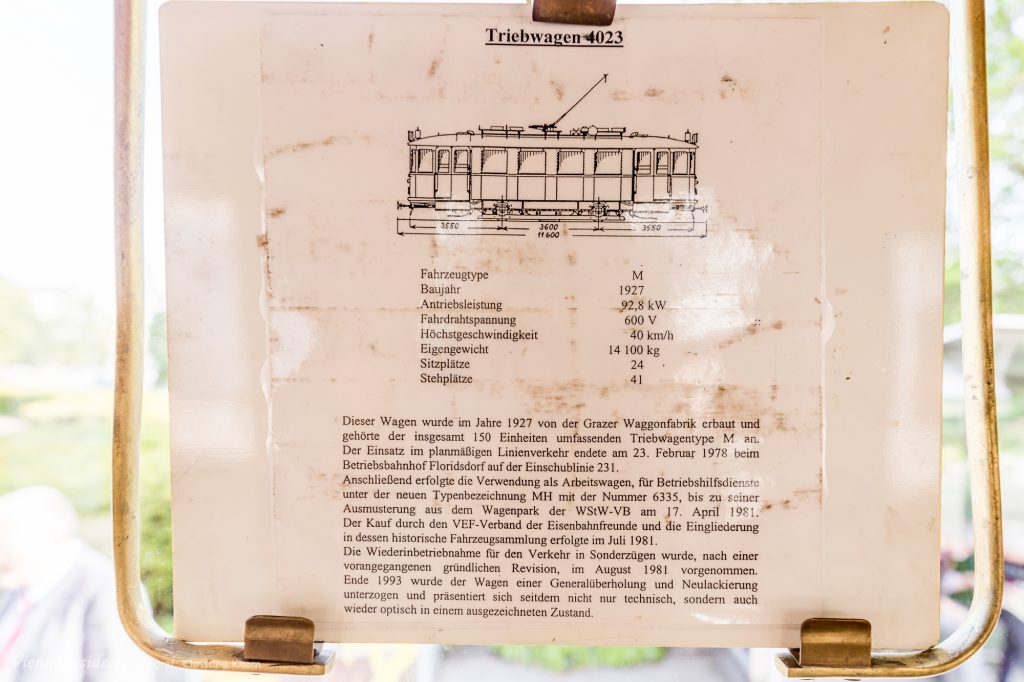 Triebwagen 4023
3550 3600 3550
11 600
Fahrzeugtype M
Baujahr 1927
Antriebsleistung 92,8 kW
Fahrdrahtspannung 600 V
Höchstgeschwindigkeit 40 km/h
Eigengewicht 14 100 kg
Sitzplätze 24
Stehplätze 41
Dieser Wagen wurde im Jahre 1927 von der Grazer Waggonfabrik erbaut und
gehörte der insgesamt 150 Einheiten umfassenden Triebwagentype M an.
Der Einsatz im planmäßigen Linienverkehr endete am 23. Februar 1978 beim
Betriebsbahnhof Floridsdorf auf der Einschublinie 231.
Anschließend erfolgte die Verwendung als Arbeitswagen, für Betriebshilfsdienste
unter der neuen Typenbezeichnung MH mit der Nummer 6335, bis zu seiner
Ausmusterung aus dem Wagenpark der WStW-VB am 17. April 1981.
Der Kauf durch den VEF-Verband der Eisenbahnfreunde und die Eingliederung
in dessen historische Fahrzeugsammlung erfolgte im Juli 1981.
Die Wiederinbetriebnahme für den Verkehr in Sonderzügen wurde, nach einer
vorangegangenen gründlichen Revision, im August 1981 vorgenommen.
Ende 1993 wurde der Wagen einer Generalüberholung und Neulackierung
unterzogen und präsentiert sich seitdem nicht nur technisch, sondern auch
wieder optisch in einem ausgezeichneten Zustand.
Christine Khom